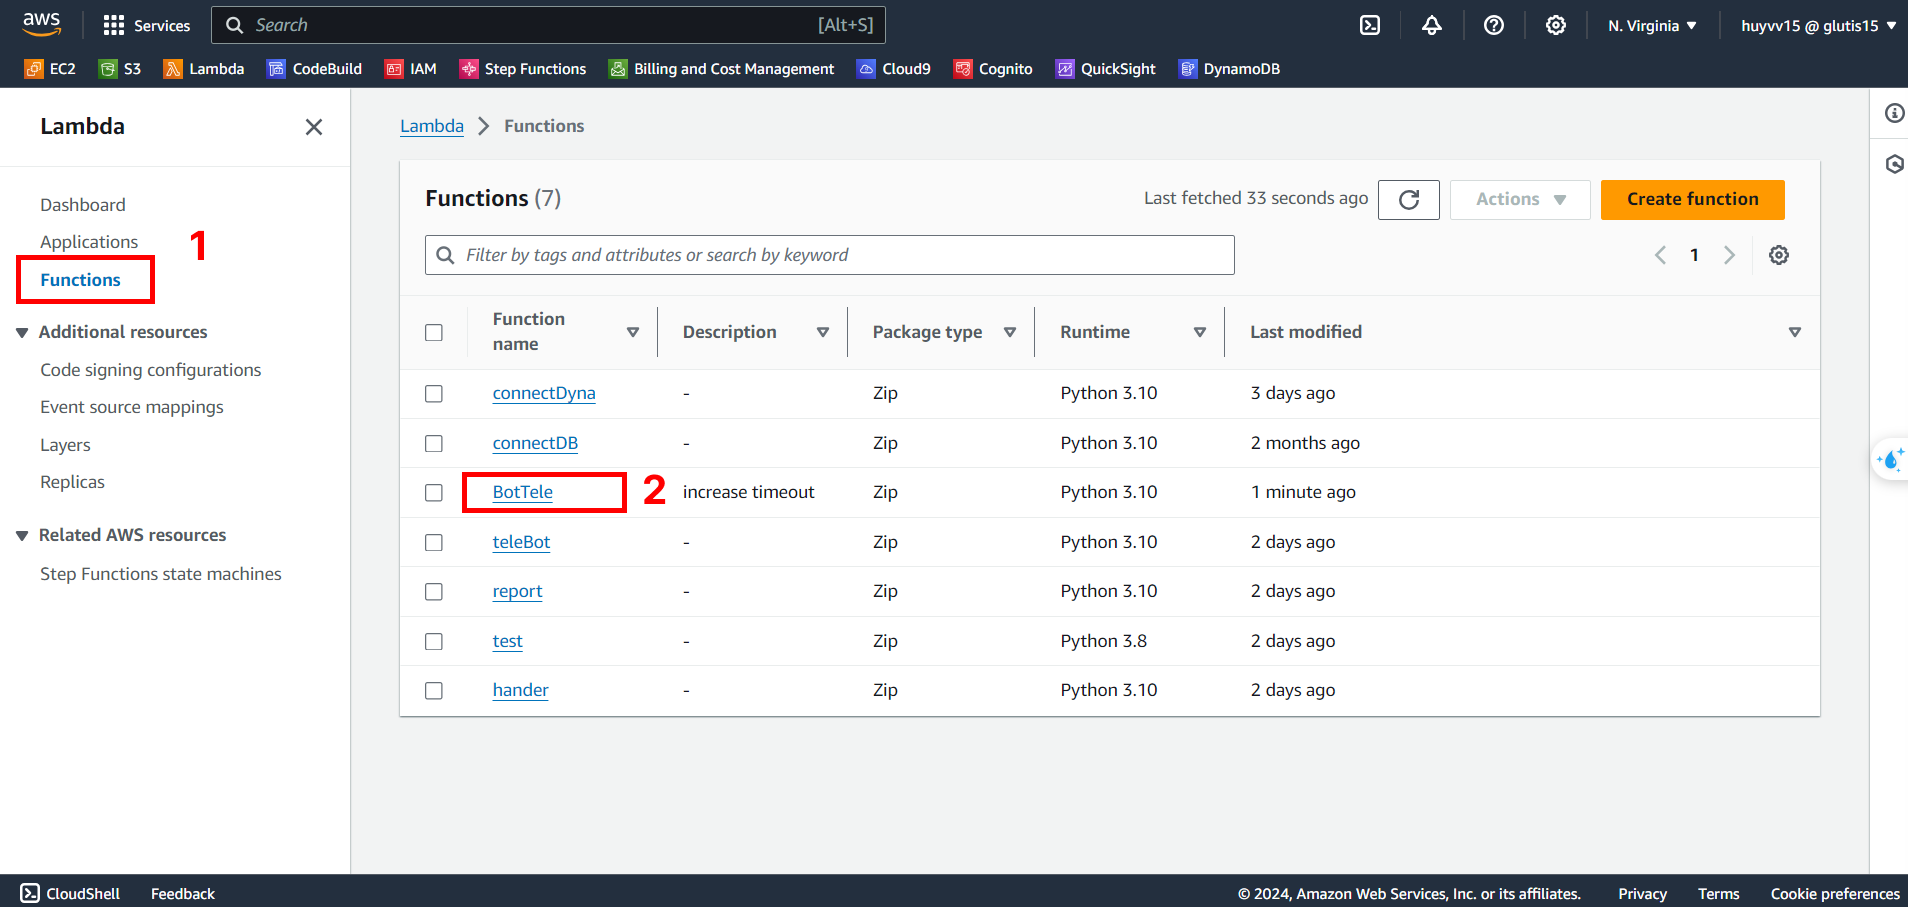 aws Services Search [Alt+S] N. Virginia huyvv15 @ glutis15
EC2 S3 Lambda CodeBuild IAM Step Functions Billing and Cost Management Cloud9 Cognito QuickSight DynamoDB
Lambda
Dashboard
Applications
1
Functions
Additional resources
Code signing configurations
Event source mappings
Layers
Replicas
Related AWS resources
Step Functions state machines
Lambda Functions
Functions (7) Last fetched 33 seconds ago Actions Create function
Filter by tags and attributes or search by keyword 1
Function name Description Package type Runtime Last modified
connectDyna - Zip Python 3.10 3 days ago
connectDB - Zip Python 3.10 2 months ago
BotTele 2 increase timeout Zip Python 3.10 1 minute ago
teleBot - Zip Python 3.10 2 days ago
report - Zip Python 3.10 2 days ago
test - Zip Python 3.8 2 days ago
hander - Zip Python 3.10 2 days ago
CloudShell Feedback © 2024, Amazon Web Services, Inc. or its affiliates. Privacy Terms Cookie preferences